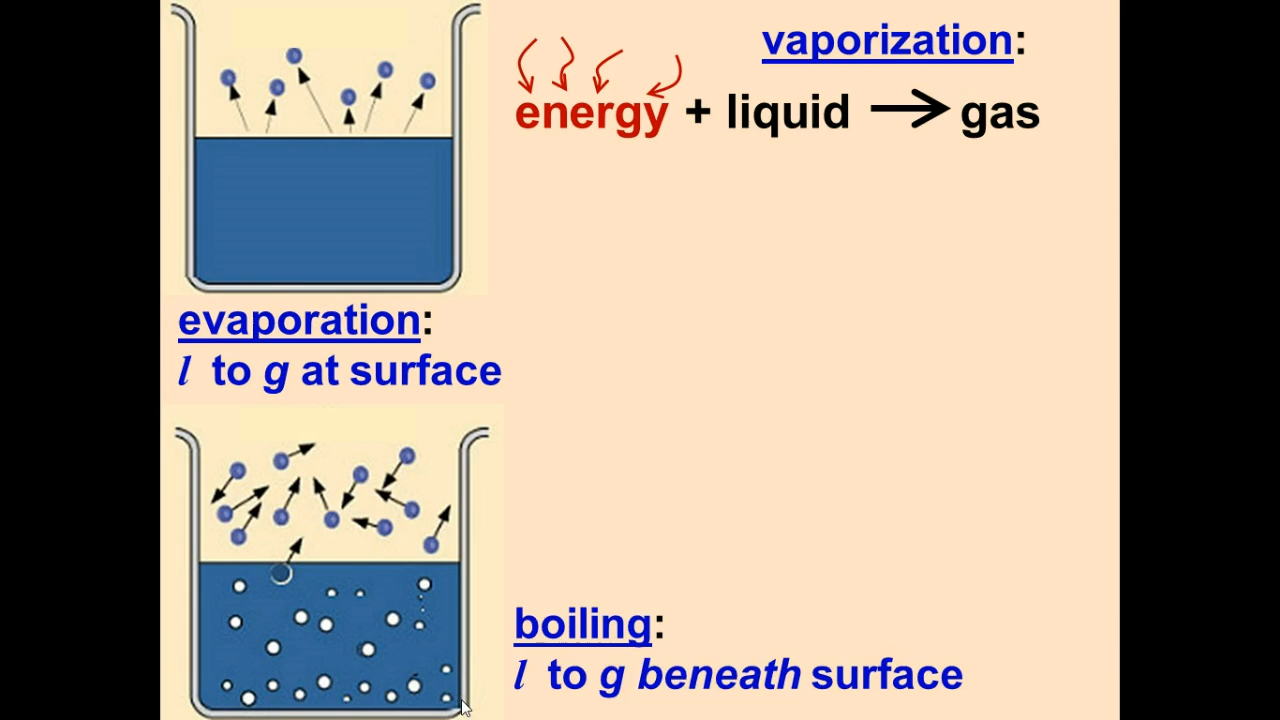 vaporization:
energy + liquid → gas
evaporation:
l to g at surface
boiling:
l to g beneath surface